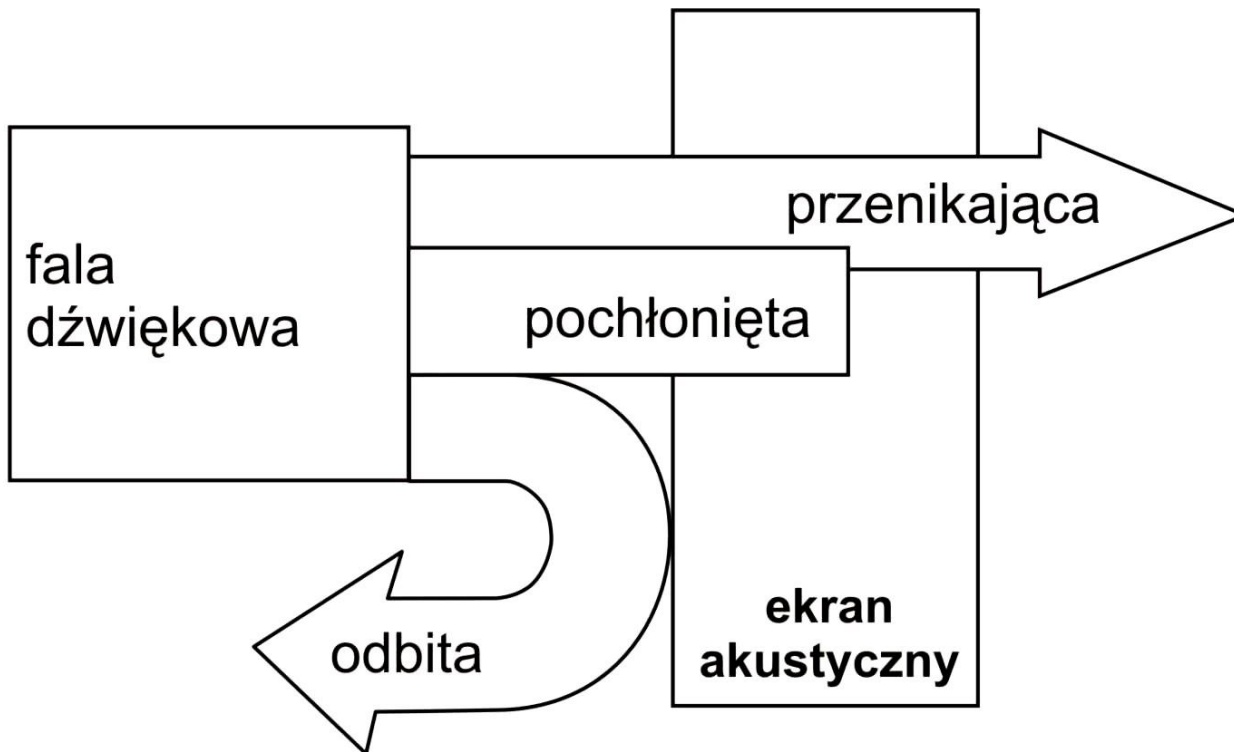 fala
dźwiękowa
przenikająca
pochłonięta
odbita
ekran
akustyczny